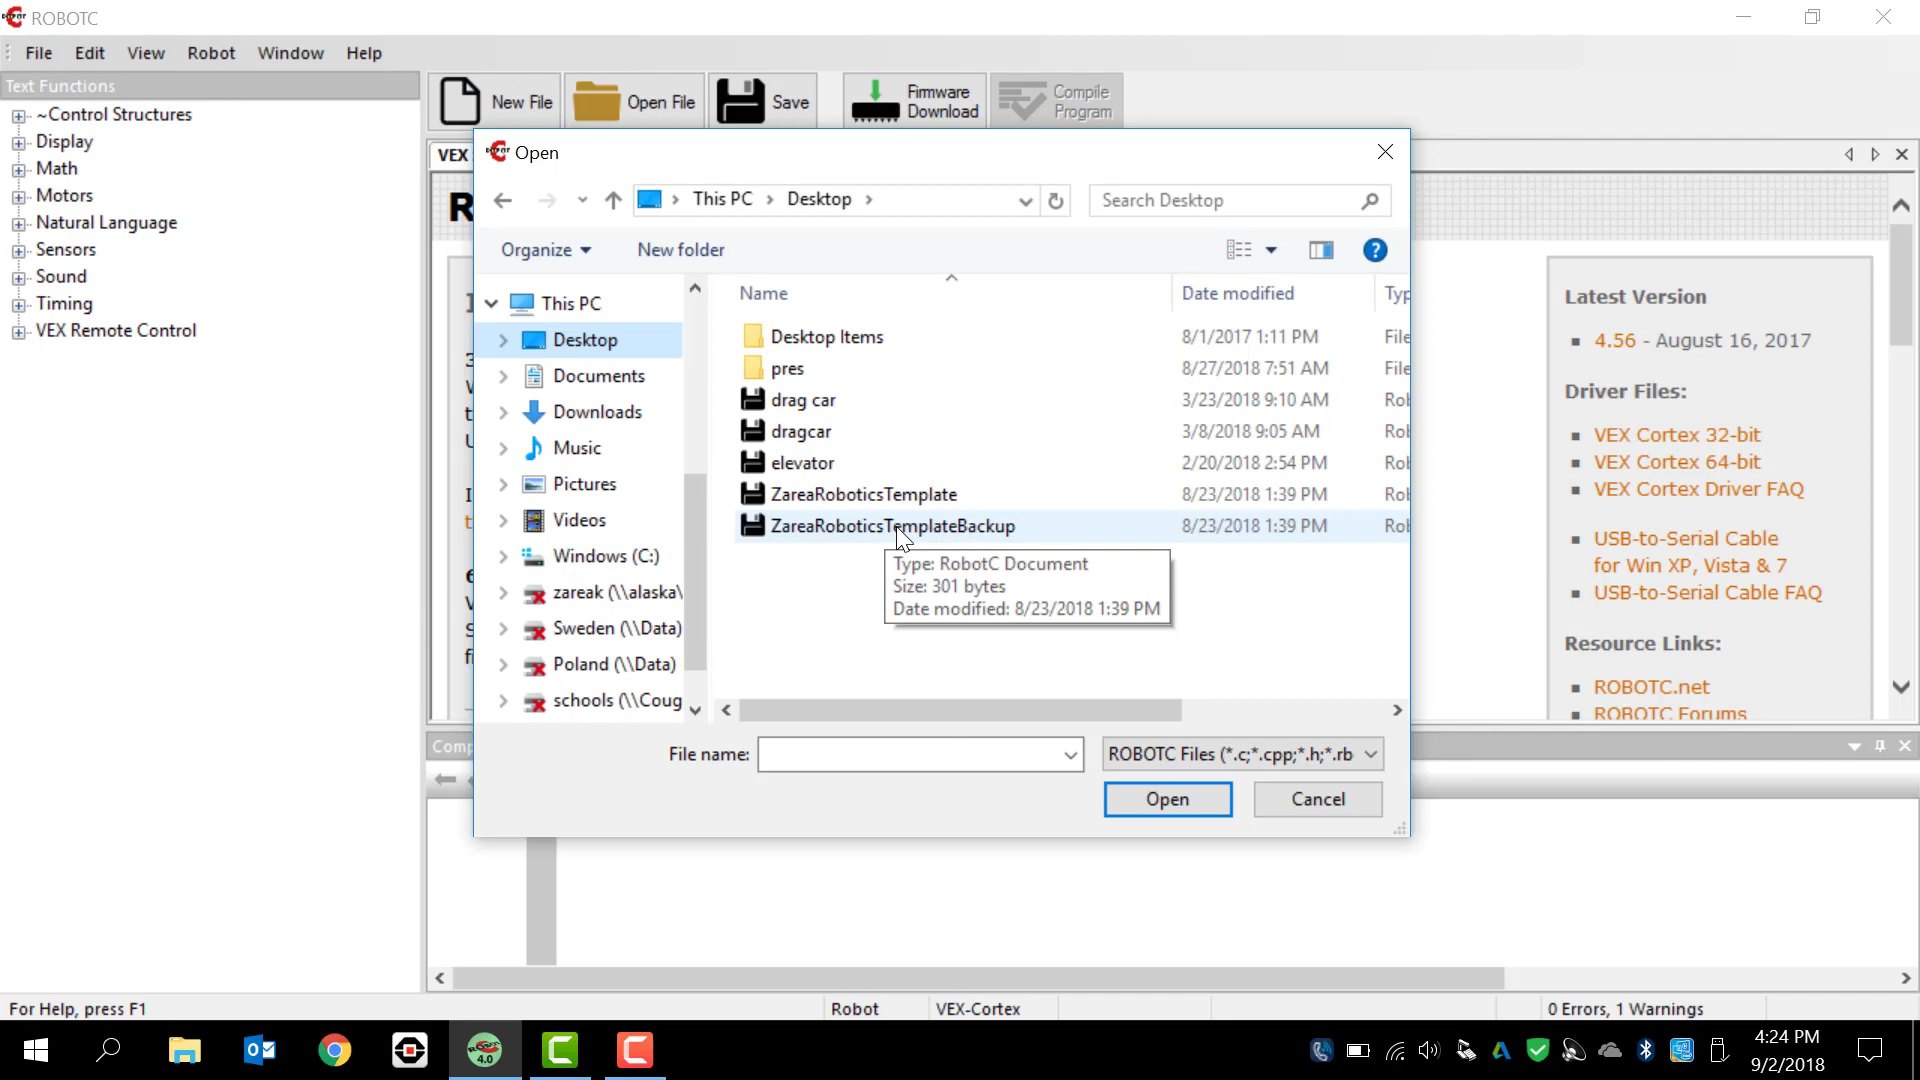 ROBOTC
File Edit View Robot Window Help
Text Functions
~Control Structures
Display
Math
Motors
Natural Language
Sensors
Sound
Timing
VEX Remote Control
New File
Open File
Save
Firmware
Download
Compile
Program
VEX
Open
This PC > Desktop >
Search Desktop
Organize
New folder
This PC
Desktop
Documents
Downloads
Music
Pictures
Videos
Windows (C:)
zareak (\\alaska\
Sweden (\\Data)
Poland (\\Data)
schools (\\Coug
Name Date modified Typ
Desktop Items 8/1/2017 1:11 PM File
pres 8/27/2018 7:51 AM File
drag car 3/23/2018 9:10 AM Rol
dragcar 3/8/2018 9:05 AM Rol
elevator 2/20/2018 2:54 PM Rol
ZareaRoboticsTemplate 8/23/2018 1:39 PM Rol
ZareaRoboticsTemplateBackup 8/23/2018 1:39 PM Rol
Type: RobotC Document
Size: 301 bytes
Date modified: 8/23/2018 1:39 PM
File name:
ROBOTC Files (*.c;*.cpp;*.h;*.rb
Open
Cancel
Latest Version
4.56 - August 16, 2017
Driver Files:
VEX Cortex 32-bit
VEX Cortex 64-bit
VEX Cortex Driver FAQ
USB-to-Serial Cable
for Win XP, Vista & 7
USB-to-Serial Cable FAQ
Resource Links:
ROBOTC.net
ROBOTC Forums
Comp
For Help, press F1
Robot
VEX-Cortex
0 Errors, 1 Warnings
4.0
4:24 PM
9/2/2018